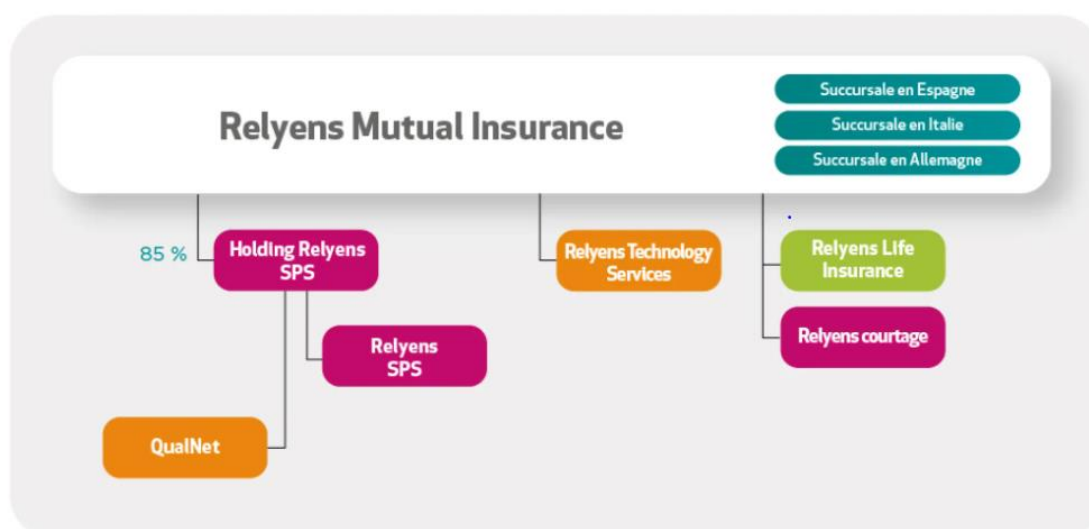 Relyens Mutual Insurance
Succursale en Espagne
Succursale en Italie
Succursale en Allemagne
85 %
Holding Relyens
SPS
Relyens Technology
Services
Relyens Life
Insurance
Relyens
SPS
Relyens courtage
QualNet